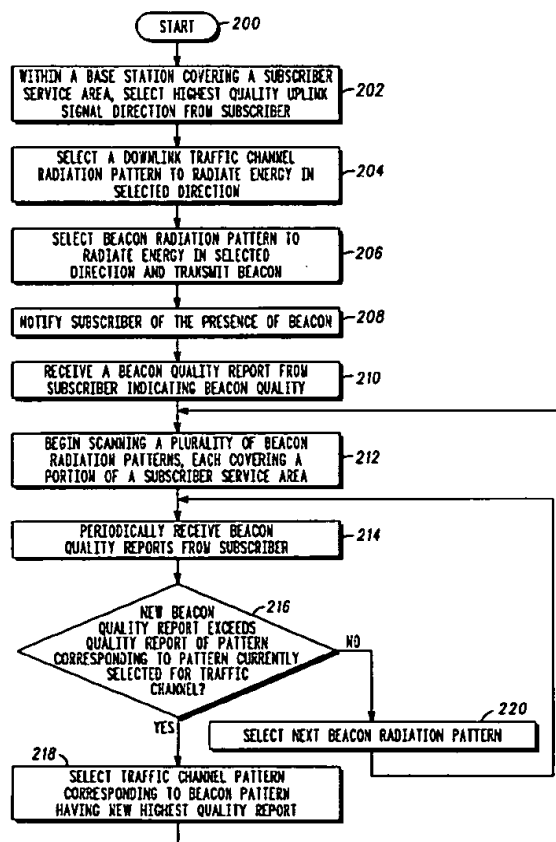 START
200
WITHIN A BASE STATION COVERING A SUBSCRIBER
SERVICE AREA, SELECT HIGHEST QUALITY UPLINK
SIGNAL DIRECTION FROM SUBSCRIBER
202
SELECT A DOWNLINK TRAFFIC CHANNEL
RADIATION PATTERN TO RADIATE ENERGY IN
SELECTED DIRECTION
204
SELECT BEACON RADIATION PATTERN TO
RADIATE ENERGY IN SELECTED
DIRECTION AND TRANSMIT BEACON
206
NOTIFY SUBSCRIBER OF THE PRESENCE OF BEACON
208
RECEIVE A BEACON QUALITY REPORT FROM
SUBSCRIBER INDICATING BEACON QUALITY
210
BEGIN SCANNING A PLURALITY OF BEACON
RADIATION PATTERNS, EACH COVERING A
PORTION OF A SUBSCRIBER SERVICE AREA
212
PERIODICALLY RECEIVE BEACON
QUALITY REPORTS FROM SUBSCRIBER
214
216
NEW BEACON
QUALITY REPORT EXCEEDS
QUALITY REPORT OF PATTERN
CORRESPONDING TO PATTERN CURRENTLY
SELECTED FOR TRAFFIC
CHANNEL?
NO
YES
220
SELECT NEXT BEACON RADIATION PATTERN
218
SELECT TRAFFIC CHANNEL PATTERN
CORRESPONDING TO BEACON PATTERN
HAVING NEW HIGHEST QUALITY REPORT